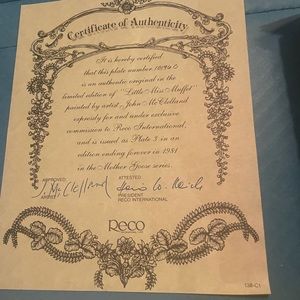 Certificate of Authenticity
It is hereby certified
that this plate number
is an authentic original in the
limited edition of "Little Miss Muffet"
painted by artist, John McClelland
expressly for and under exclusive
commission to Reco International,
and is issued as Plate 3 in an
edition ending forever in 1981
in the Mother Goose series.
APPROVED: ATTESTED
J. McClelland
ARTIST PRESIDENT
RECO INTERNATIONAL
Reco
138-C1